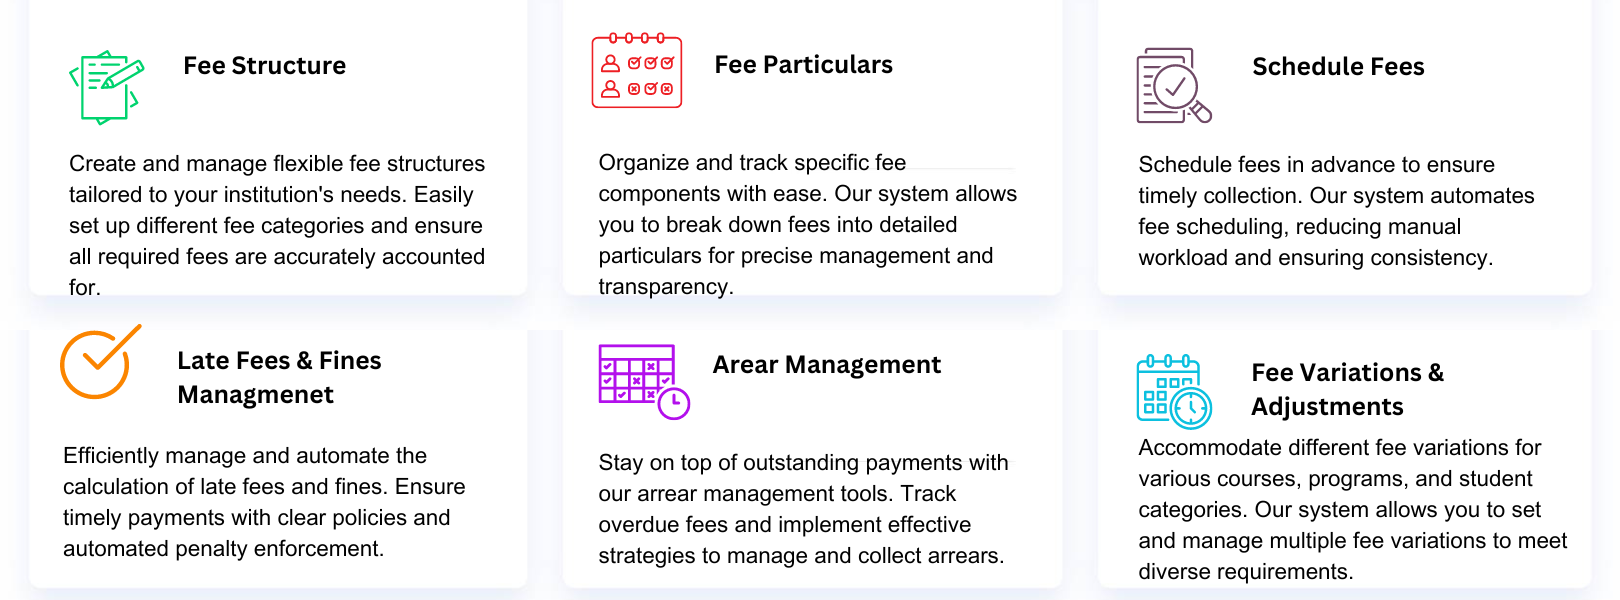 Fee Structure
Create and manage flexible fee structures
tailored to your institution's needs. Easily
set up different fee categories and ensure
all required fees are accurately accounted
for.
Fee Particulars
Organize and track specific fee
components with ease. Our system allows
you to break down fees into detailed
particulars for precise management and
transparency.
Schedule Fees
Schedule fees in advance to ensure
timely collection. Our system automates
fee scheduling, reducing manual
workload and ensuring consistency.
Late Fees & Fines
Managmenet
Efficiently manage and automate the
calculation of late fees and fines. Ensure
timely payments with clear policies and
automated penalty enforcement.
Arear Management
Stay on top of outstanding payments with
our arrear management tools. Track
overdue fees and implement effective
strategies to manage and collect arrears.
Fee Variations &
Adjustments
Accommodate different fee variations for
various courses, programs, and student
categories. Our system allows you to set
and manage multiple fee variations to meet
diverse requirements.